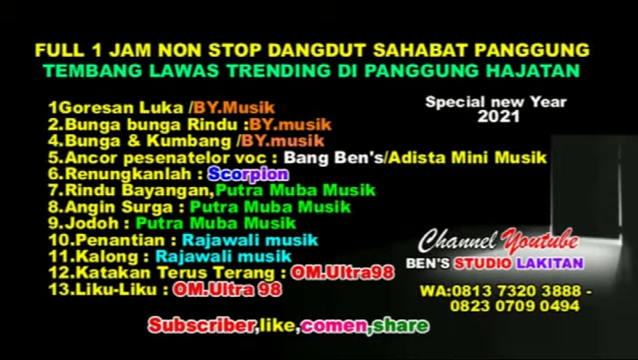 FULL 1 JAM NON STOP DANGDUT SAHABAT PANGGUNG
TEMBANG LAWAS TRENDING DI PANGGUNG HAJATAN
Special new Year
2021
1Goresan Luka /BY.Musik
2.Bunga bunga Rindu :BY.musik
4.Bunga & Kumbang /BY.musik
5.Ancor pesenatelor voc : Bang Ben's/Adista Mini Musik
6.Renungkanlah : Scorpion
7.Rindu Bayangan,Putra Muba Musik
8.Angin Surga : Putra Muba Musik
9.Jodoh : Putra Muba Musik
10.Penantian : Rajawali musik
11.Kalong : Rajawali musik
12.Katakan Terus Terang : OM.Ultra98
13.Liku-Liku : OM.Ultra 98
Channel Youtube
BEN'S STUDIO LAKITAN
WA:0813 7320 3888 -
0823 0709 0494
Subscriber,like,comen,share